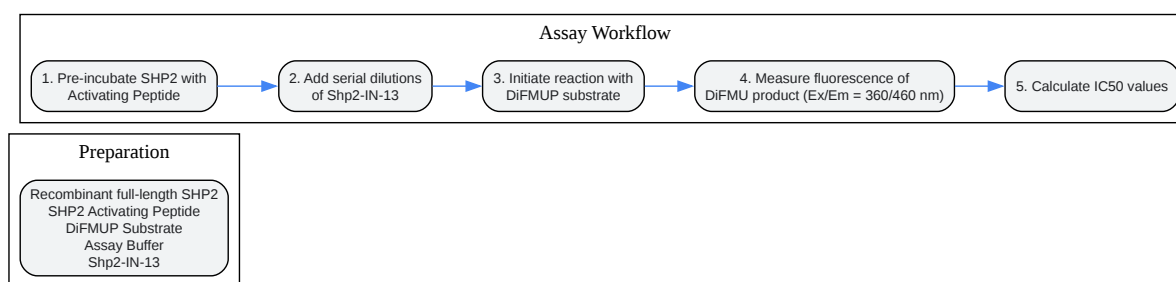 Assay Workflow
1. Pre-incubate SHP2 with
Activating Peptide
2. Add serial dilutions
of Shp2-IN-13
3. Initiate reaction with
DiFMUP substrate
4. Measure fluorescence of
DiFMU product (Ex/Em = 360/460 nm)
5. Calculate IC50 values
Preparation
Recombinant full-length SHP2
SHP2 Activating Peptide
DiFMUP Substrate
Assay Buffer
Shp2-IN-13